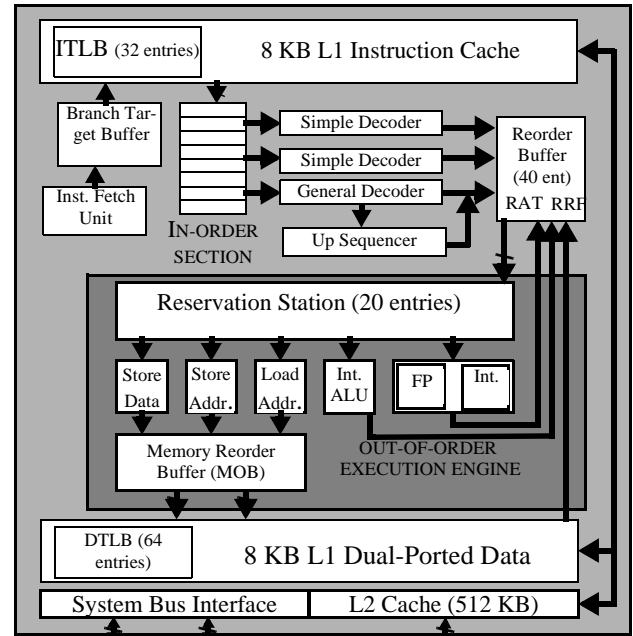 ITLB (32 entries)
8 KB L1 Instruction Cache
Branch Tar-
get Buffer
Inst. Fetch
Unit
IN-ORDER
SECTION
Simple Decoder
Simple Decoder
General Decoder
Up Sequencer
Reorder
Buffer
(40 ent)
RAT RRF
Reservation Station (20 entries)
Store
Data
Store
Addr.
Load
Addr.
Int.
ALU
FP
Int.
Memory Reorder
Buffer (MOB)
OUT-OF-ORDER
EXECUTION ENGINE
DTLB (64
entries)
8 KB L1 Dual-Ported Data
System Bus Interface
L2 Cache (512 KB)